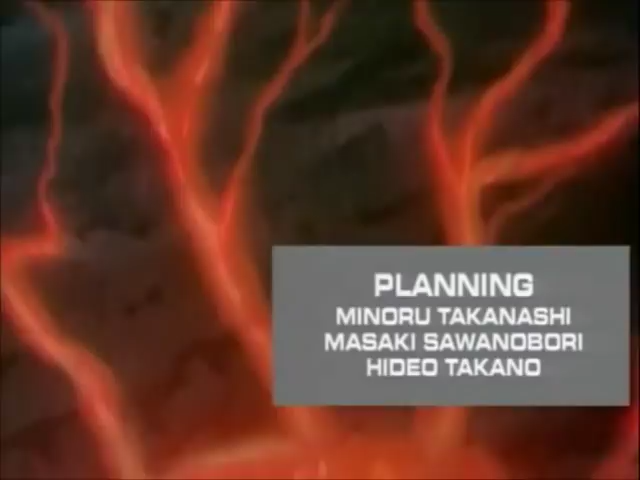 PLANNING
MINORU TAKANASHI
MASAKI SAWANOBORI
HIDEO TAKANO